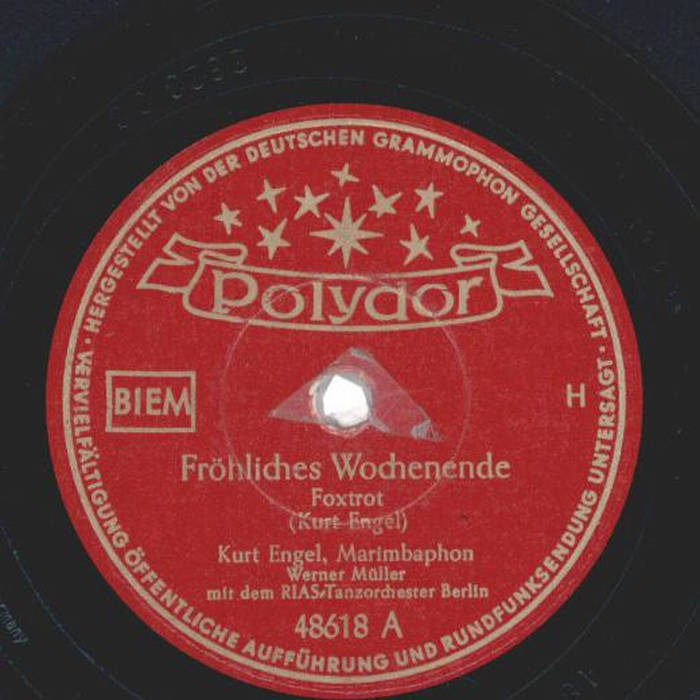 HERGESTELLT VON DER DEUTSCHEN GRAMMOPHON GESELLSCHAFT ·
VERVIELFÄLTIGUNG ÖFFENTLICHE AUFFÜHRUNG UND RUNDFUNKSENDUNG UNTERSAGT ·
Polydor
BIEM
H
Fröhliches Wochenende
Foxtrot
(Kurt Engel)
Kurt Engel, Marimbaphon
Werner Müller
mit dem RIAS-Tanzorchester Berlin
48618 A